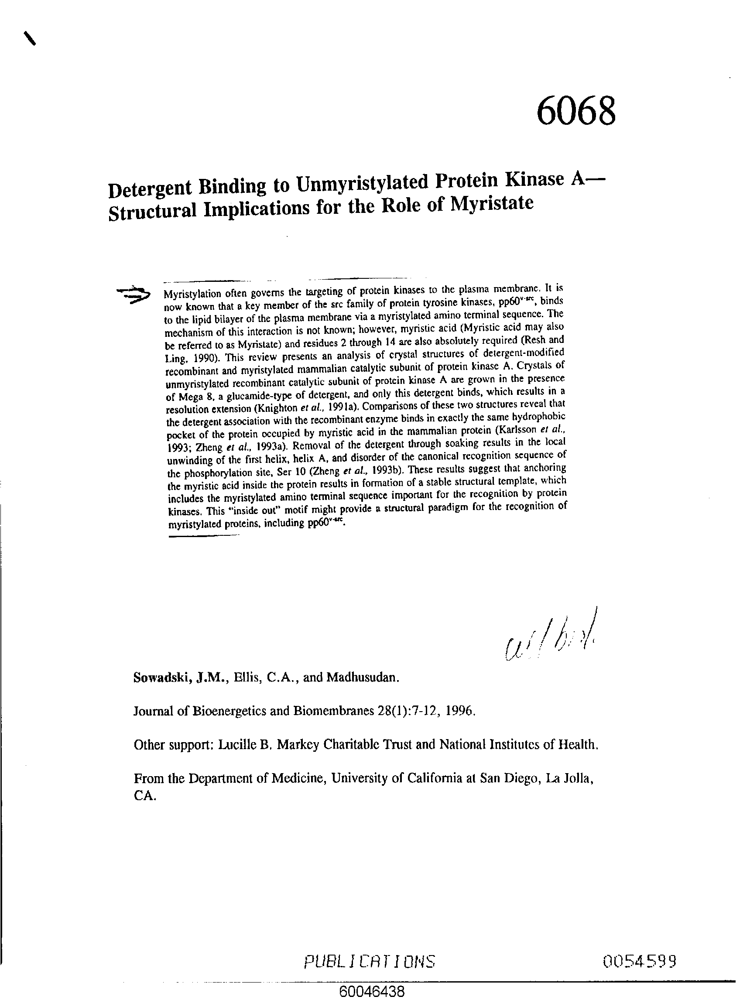 6068
Detergent Binding to Unmyristylated Protein Kinase A—
Structural Implications for the Role of Myristate
Myristylation often governs the targeting of protein kinases to the plasma membrane. It is
now known that a key member of the src family of protein tyrosine kinases, pp60v-src, binds
to the lipid bilayer of the plasma membrane via a myristylated amino terminal sequence. The
mechanism of this interaction is not known; however, myristic acid (Myristic acid may also
be referred to as Myristate) and residues 2 through 14 are also absolutely required (Resh and
Ling, 1990). This review presents an analysis of crystal structures of detergent-modified
recombinant and myristylated mammalian catalytic subunit of protein kinase A. Crystals of
unmyristylated recombinant catalytic subunit of protein kinase A are grown in the presence
of Mega 8, a glucamide-type of detergent, and only this detergent binds, which results in a
resolution extension (Knighton et al., 1991a). Comparisons of these two structures reveal that
the detergent association with the recombinant enzyme binds in exactly the same hydrophobic
pocket of the protein occupied by myristic acid in the mammalian protein (Karlsson et al.,
1993; Zheng et al., 1993a). Removal of the detergent through soaking results in the local
unwinding of the first helix, helix A, and disorder of the canonical recognition sequence of
the phosphorylation site, Ser 10 (Zheng et al., 1993b). These results suggest that anchoring
the myristic acid inside the protein results in formation of a stable structural template, which
includes the myristylated amino terminal sequence important for the recognition by protein
kinases. This "inside out" motif might provide a structural paradigm for the recognition of
myristylated proteins, including pp60v-src.
Sowadski, J.M., Ellis, C.A., and Madhusudan.
Journal of Bioenergetics and Biomembranes 28(1):7-12, 1996.
Other support: Lucille B. Markey Charitable Trust and National Institutes of Health.
From the Department of Medicine, University of California at San Diego, La Jolla,
CA.
PUBLICATIONS
0054599
60046438